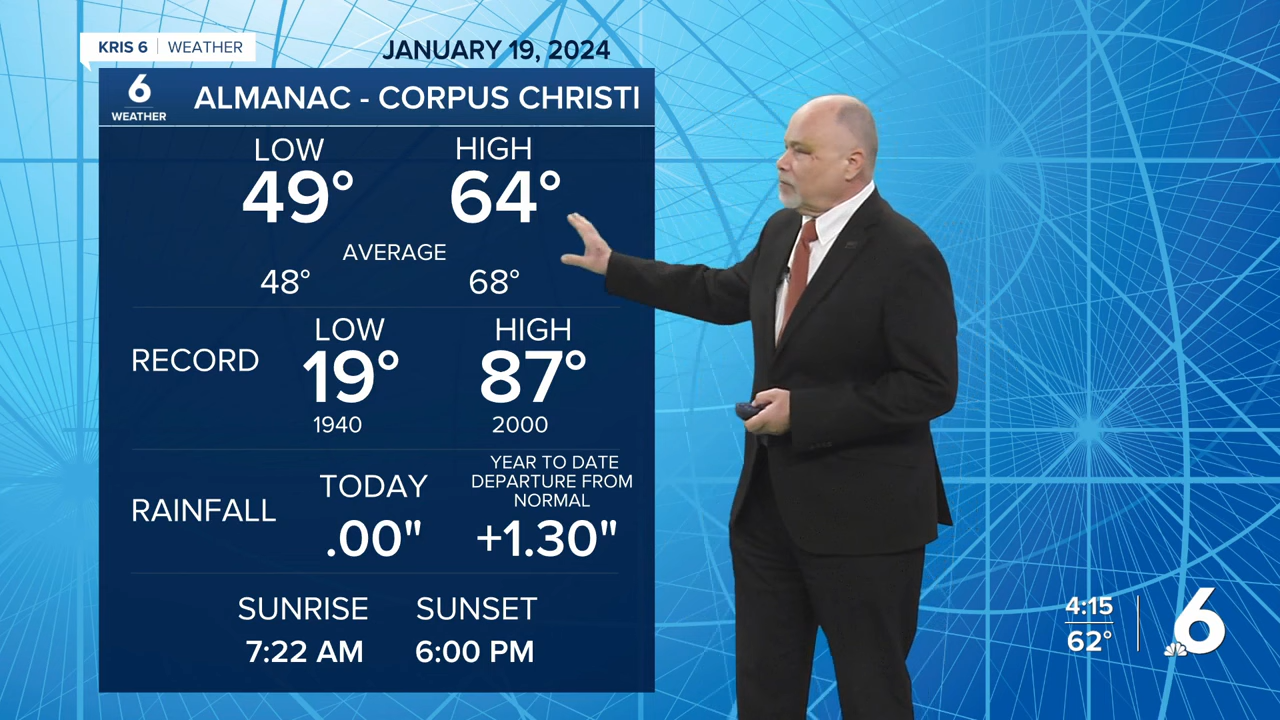 KRIS 6 WEATHER
JANUARY 19, 2024
6
WEATHER
ALMANAC - CORPUS CHRISTI
LOW HIGH
49° 64°
AVERAGE
48° 68°
LOW HIGH
RECORD
19° 87°
1940 2000
YEAR TO DATE
DEPARTURE FROM
NORMAL
TODAY
RAINFALL
.00" +1.30"
SUNRISE SUNSET
7:22 AM 6:00 PM
4:15
62°
6